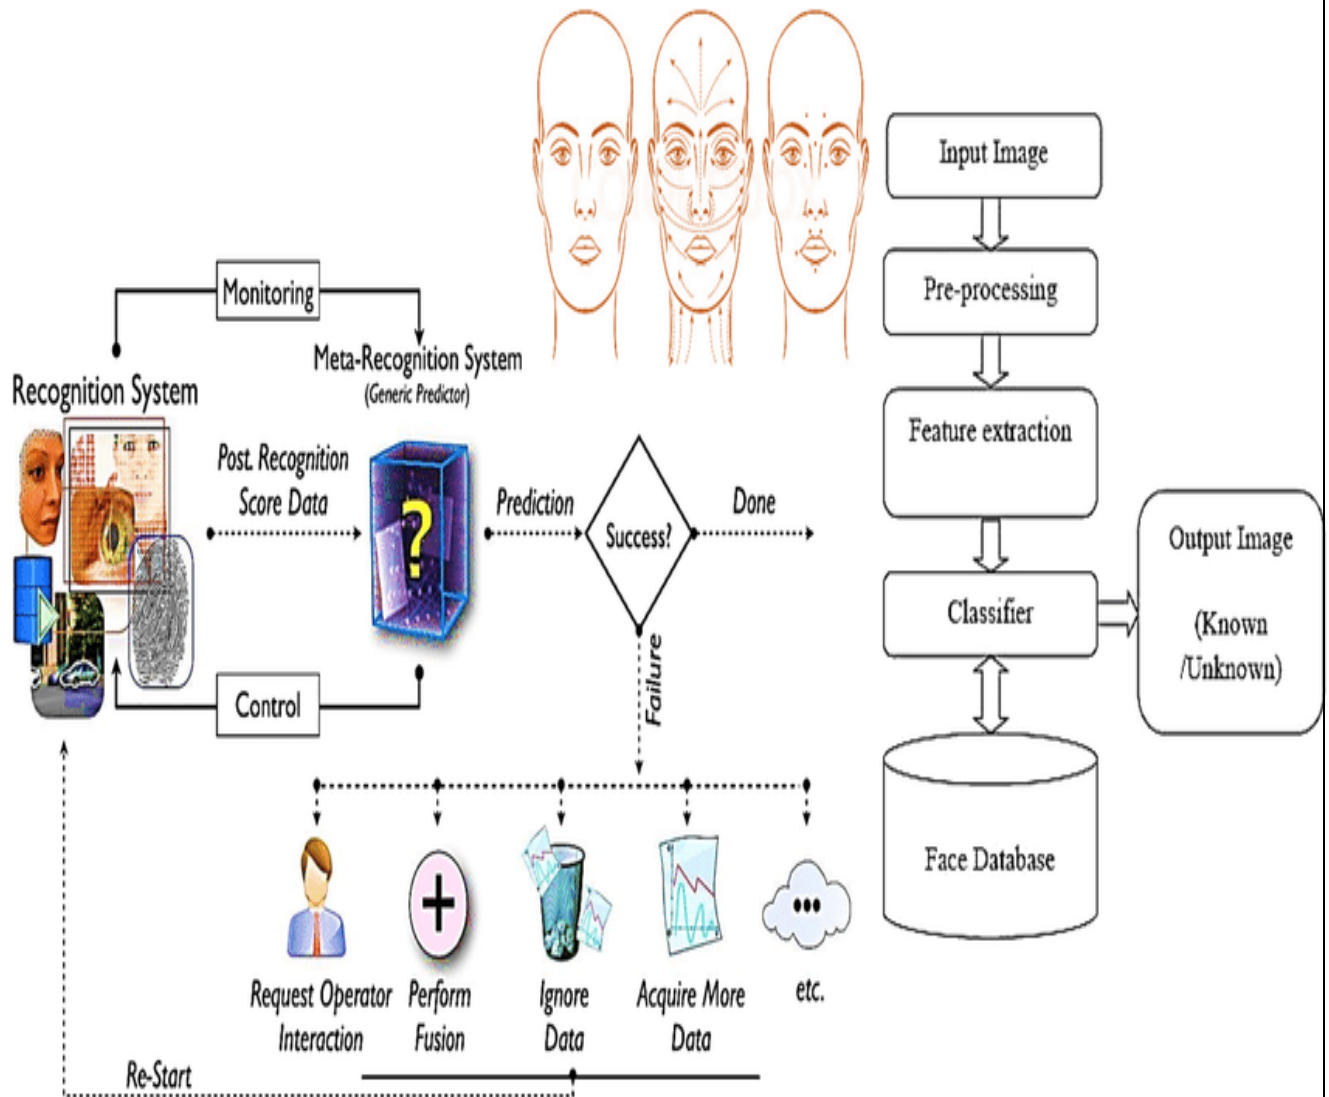 Input Image
Pre-processing
Feature extraction
Classifier
Output Image
(Known
/Unknown)
Face Database
Monitoring
Meta-Recognition System
(Generic Predictor)
Recognition System
Post. Recognition
Score Data
Prediction
Success?
Done
?
Control
Failure
Request Operator
Interaction
Perform
Fusion
Ignore
Data
Acquire More
Data
etc.
Re-Start